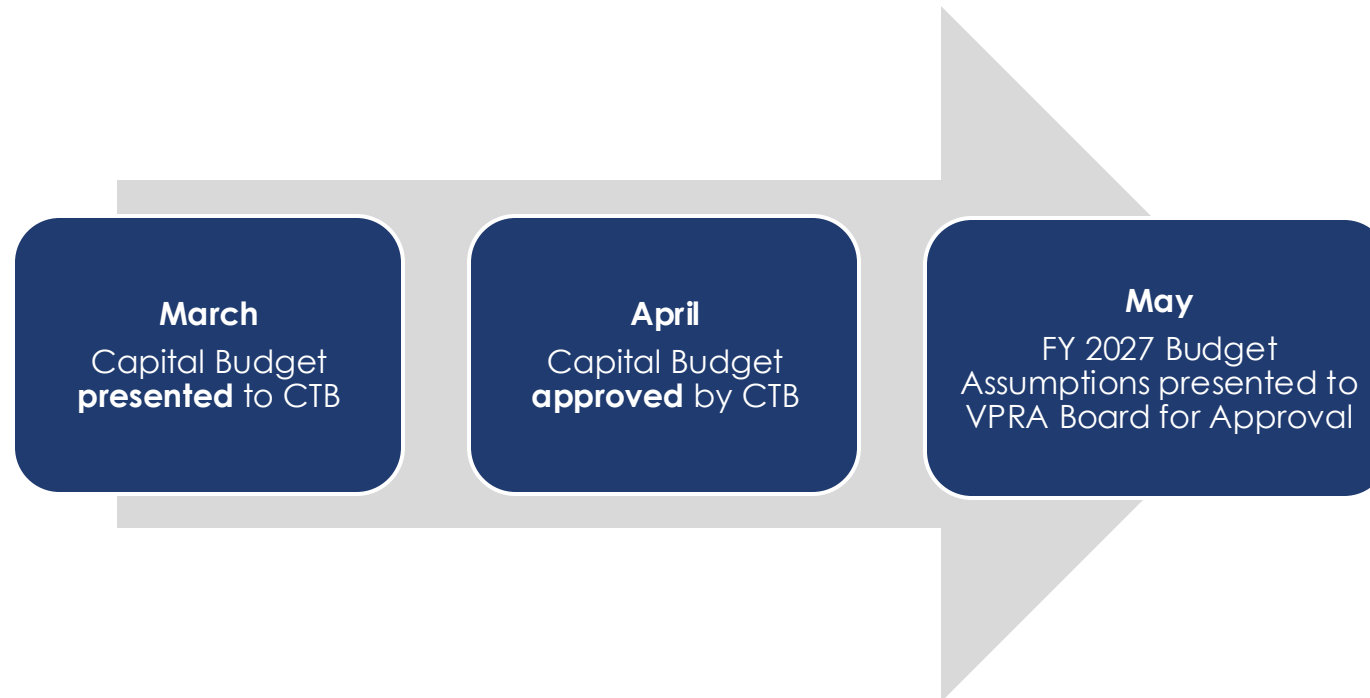 March
Capital Budget
presented to CTB
April
Capital Budget
approved by CTB
May
FY 2027 Budget
Assumptions presented to
VPRA Board for Approval